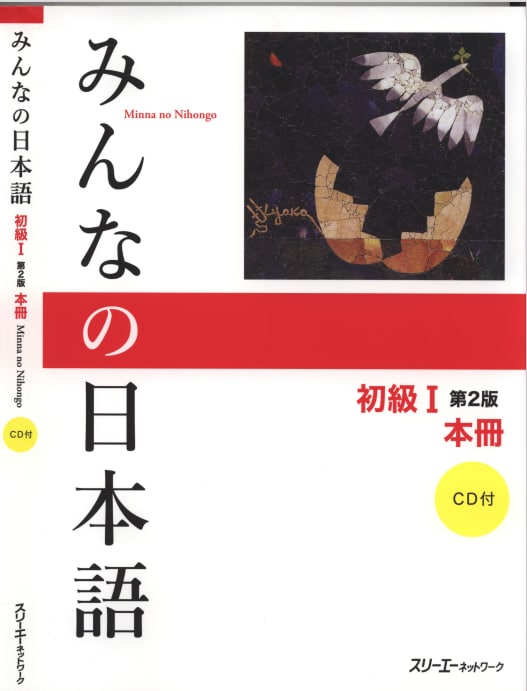 みんなの日本語
初級 I 第2版 本冊 Minna no Nihongo
CD付
スリーエーネットワーク
みんなの日本語
Minna no Nihongo
初級 I 第2版
本冊
CD付
スリーエーネットワーク